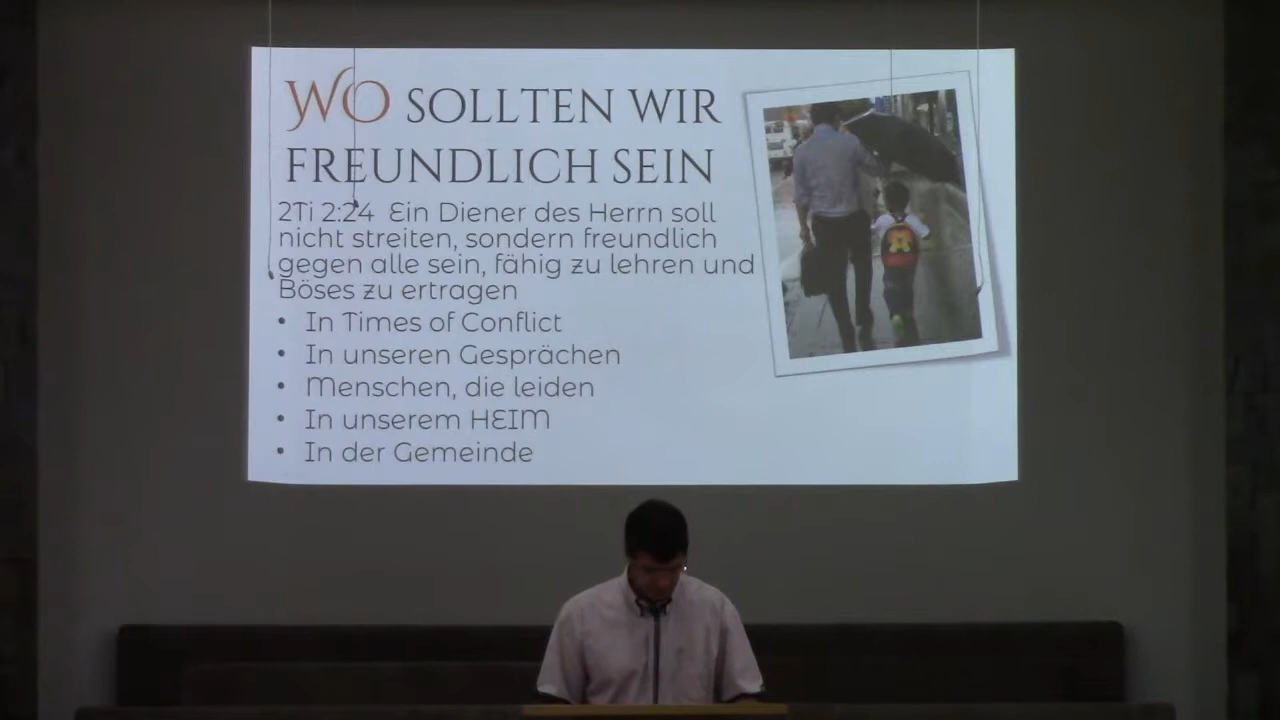 WO SOLLTEN WIR
FREUNDLICH SEIN
2Ti 2:24 Ein Diener des Herrn soll
nicht streiten, sondern freundlich
gegen alle sein, fähig zu lehren und
Böses zu ertragen
• In Times of Conflict
• In unseren Gesprächen
• Menschen, die leiden
• In unserem HEIM
• In der Gemeinde